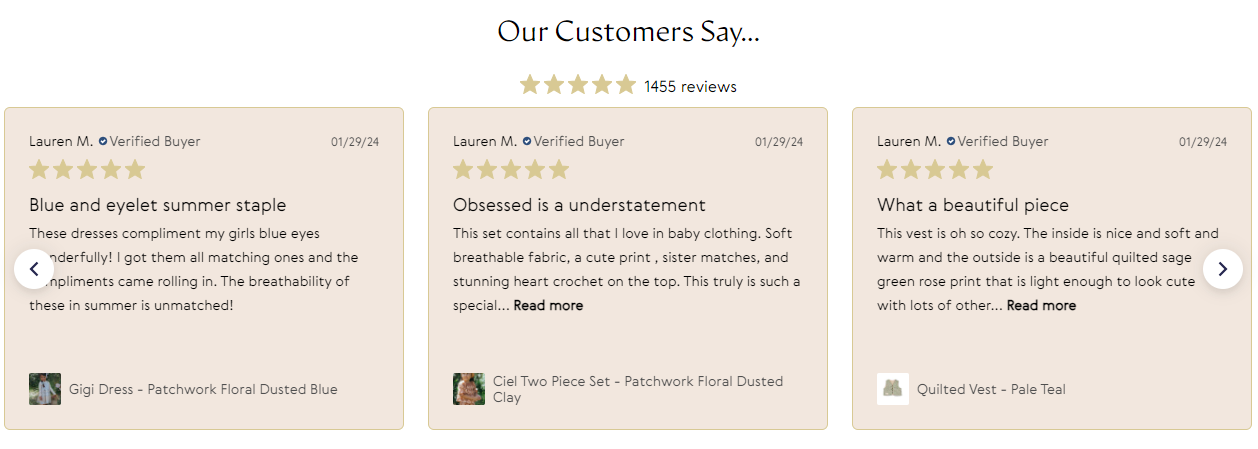 Our Customers Say...
1455 reviews
Lauren M. Verified Buyer 01/29/24
Blue and eyelet summer staple
These dresses compliment my girls blue eyes
nderfully! I got them all matching ones and the
mpliments came rolling in. The breathability of
these in summer is unmatched!
Gigi Dress - Patchwork Floral Dusted Blue
Lauren M. Verified Buyer 01/29/24
Obsessed is a understatement
This set contains all that I love in baby clothing. Soft
breathable fabric, a cute print , sister matches, and
stunning heart crochet on the top. This truly is such a
special... Read more
Ciel Two Piece Set - Patchwork Floral Dusted
Clay
Lauren M. Verified Buyer 01/29/24
What a beautiful piece
This vest is oh so cozy. The inside is nice and soft and
warm and the outside is a beautiful quilted sage
green rose print that is light enough to look cute
with lots of other... Read more
Quilted Vest - Pale Teal